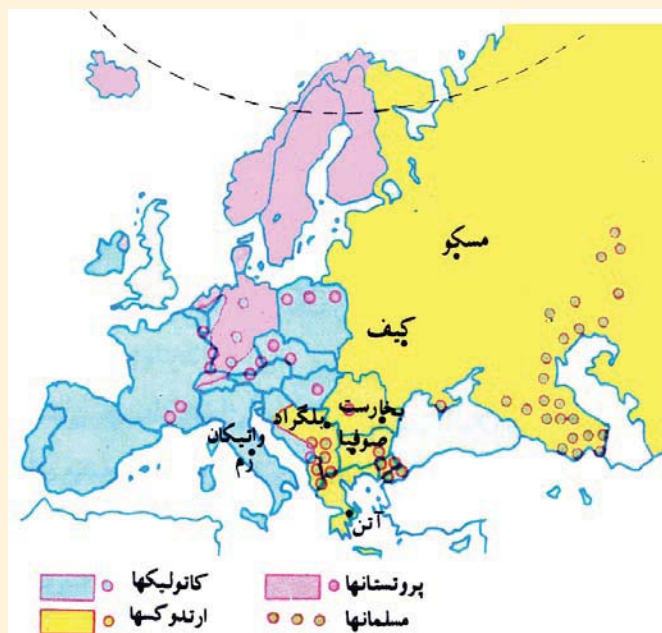 مسکو
کیف
بخارست
بلگراد
صوفیا
واتیکان
رم
آتن
کاتولیکها
پروتستانها
ارتدوکسها
مسلمانها